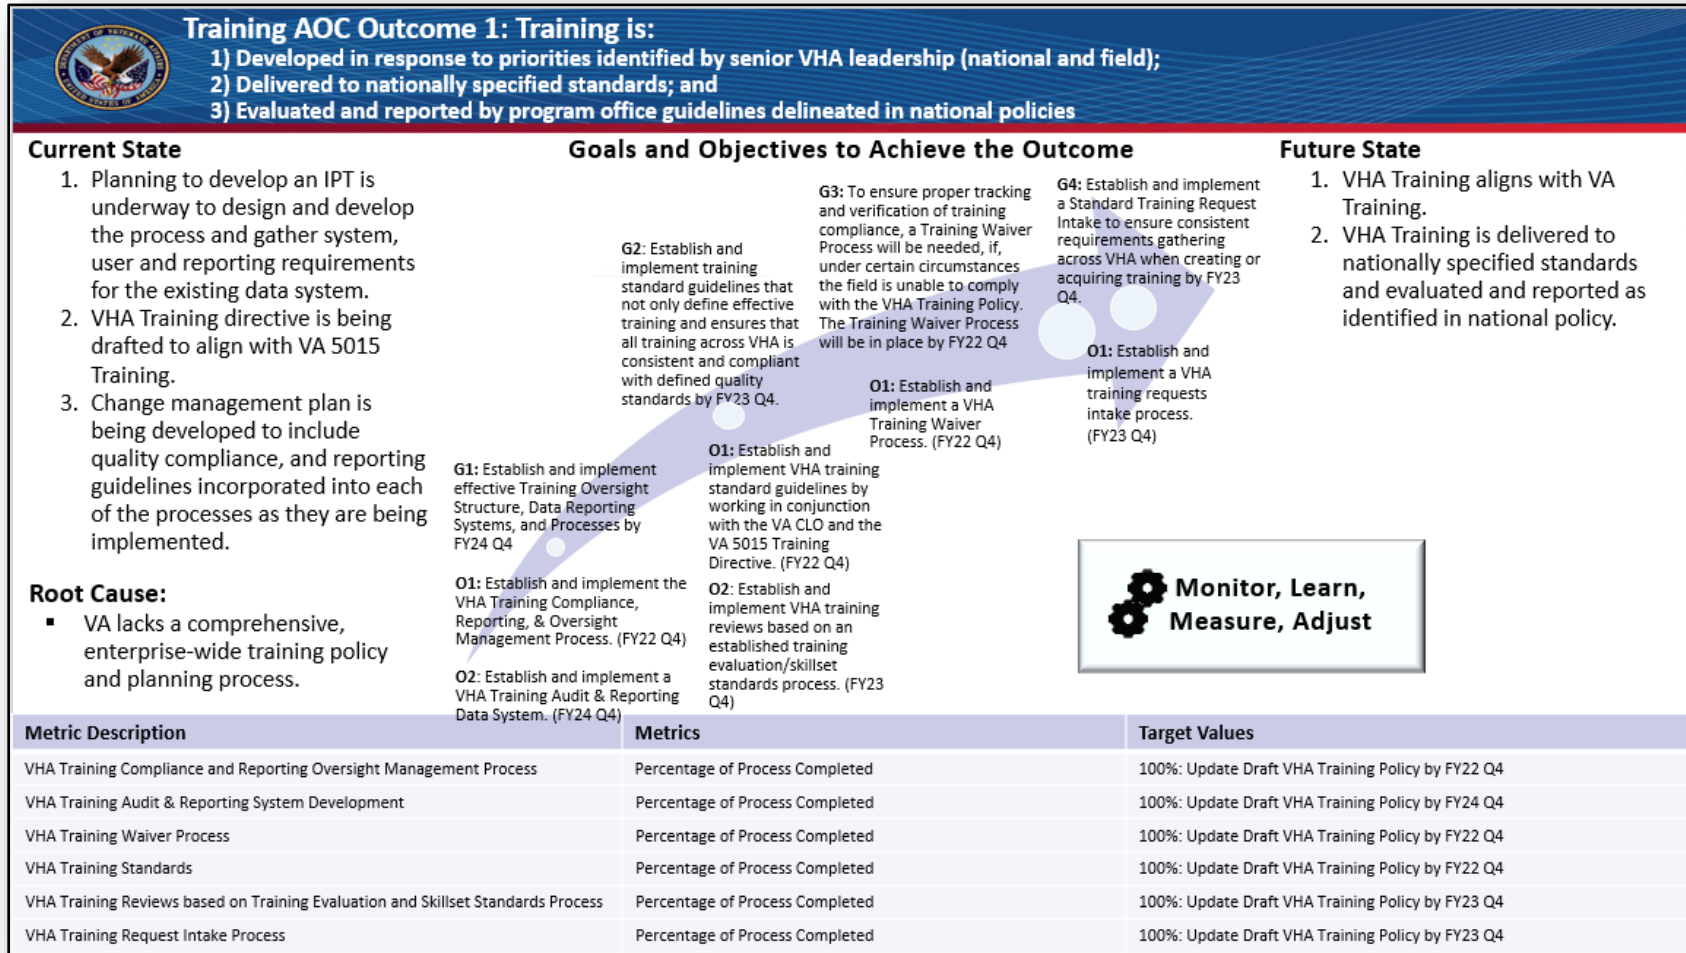 Training AOC Outcome 1: Training is:
1) Developed in response to priorities identified by senior VHA leadership (national and field);
2) Delivered to nationally specified standards; and
3) Evaluated and reported by program office guidelines delineated in national policies
Current State
1. Planning to develop an IPT is
underway to design and develop
the process and gather system,
user and reporting requirements
for the existing data system.
2. VHA Training directive is being
drafted to align with VA 5015
Training.
3. Change management plan is
being developed to include
quality compliance, and reporting
guidelines incorporated into each
of the processes as they are being
implemented.
Root Cause:
▪ VA lacks a comprehensive,
enterprise-wide training policy
and planning process.
Goals and Objectives to Achieve the Outcome
G1: Establish and implement
effective Training Oversight
Structure, Data Reporting
Systems, and Processes by
FY24 Q4
O1: Establish and implement the
VHA Training Compliance,
Reporting, & Oversight
Management Process. (FY22 Q4)
O2: Establish and implement a
VHA Training Audit & Reporting
Data System. (FY24 Q4)
G2: Establish and
implement training
standard guidelines that
not only define effective
training and ensures that
all training across VHA is
consistent and compliant
with defined quality
standards by FY23 Q4.
O1: Establish and
implement VHA training
standard guidelines by
working in conjunction
with the VA CLO and the
VA 5015 Training
Directive. (FY22 Q4)
O2: Establish and
implement VHA training
reviews based on an
established training
evaluation/skillset
standards process. (FY23
Q4)
G3: To ensure proper tracking
and verification of training
compliance, a Training Waiver
Process will be needed, if,
under certain circumstances
the field is unable to comply
with the VHA Training Policy.
The Training Waiver Process
will be in place by FY22 Q4
O1: Establish and
implement a VHA
Training Waiver
Process. (FY22 Q4)
G4: Establish and implement
a Standard Training Request
Intake to ensure consistent
requirements gathering
across VHA when creating or
acquiring training by FY23
Q4.
O1: Establish and
implement a VHA
training requests
intake process.
(FY23 Q4)
Future State
1. VHA Training aligns with VA
Training.
2. VHA Training is delivered to
nationally specified standards
and evaluated and reported as
identified in national policy.
Monitor, Learn,
Measure, Adjust
Metric Description Metrics Target Values
VHA Training Compliance and Reporting Oversight Management Process Percentage of Process Completed 100%: Update Draft VHA Training Policy by FY22 Q4
VHA Training Audit & Reporting System Development Percentage of Process Completed 100%: Update Draft VHA Training Policy by FY24 Q4
VHA Training Waiver Process Percentage of Process Completed 100%: Update Draft VHA Training Policy by FY22 Q4
VHA Training Standards Percentage of Process Completed 100%: Update Draft VHA Training Policy by FY22 Q4
VHA Training Reviews based on Training Evaluation and Skillset Standards Process Percentage of Process Completed 100%: Update Draft VHA Training Policy by FY23 Q4
VHA Training Request Intake Process Percentage of Process Completed 100%: Update Draft VHA Training Policy by FY23 Q4